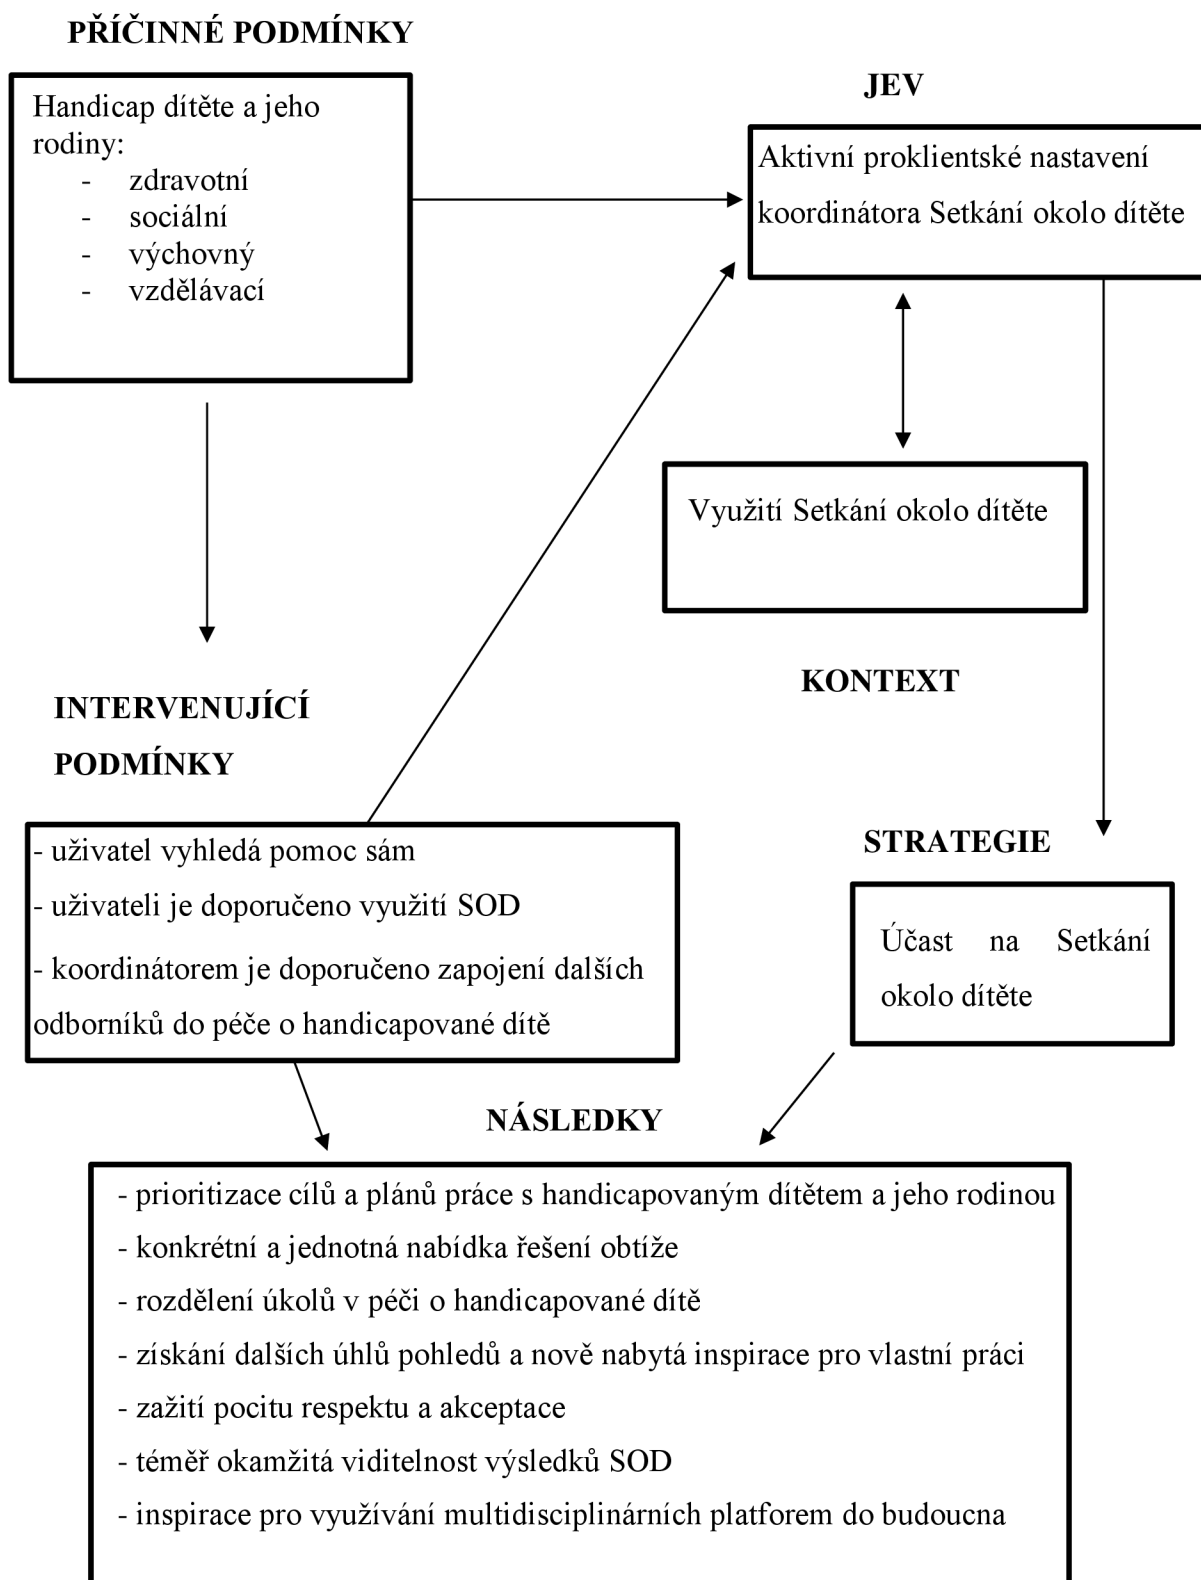 PŘÍČINNÉ PODMÍNKY
Handicap dítěte a jeho
rodiny:
- zdravotní
- sociální
- výchovný
- vzdělávací
JEV
Aktivní proklientské nastavení
koordinátora Setkání okolo dítěte
Využití Setkání okolo dítěte
KONTEXT
INTERVENUJÍCÍ
PODMÍNKY
- uživatel vyhledá pomoc sám
- uživateli je doporučeno využití SOD
- koordinátorem je doporučeno zapojení dalších
odborníků do péče o handicapované dítě
STRATEGIE
Účast na Setkání
okolo dítěte
NÁSLEDKY
- prioritizace cílů a plánů práce s handicapovaným dítětem a jeho rodinou
- konkrétní a jednotná nabídka řešení obtíže
- rozdělení úkolů v péči o handicapované dítě
- získání dalších úhlů pohledů a nově nabytá inspirace pro vlastní práci
- zažití pocitu respektu a akceptace
- téměř okamžitá viditelnost výsledků SOD
- inspirace pro využívání multidisciplinárních platforem do budoucna